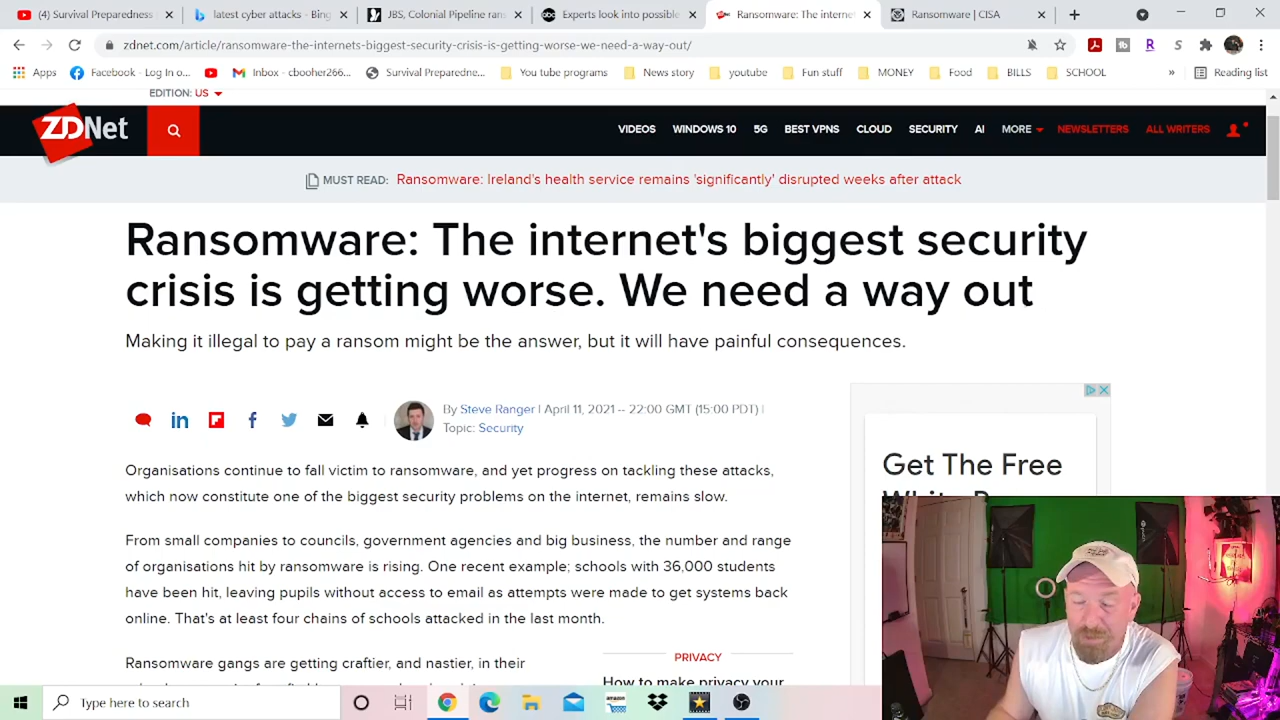 (4) Survival Preparedness
latest cyber attacks - Bing
JBS, Colonial Pipeline rans
Experts look into possible
Ransomware: The interne
Ransomware | CISA
zdnet.com/article/ransomware-the-internets-biggest-security-crisis-is-getting-worse-we-need-a-way-out/
Apps
Facebook - Log In o...
Inbox - cbooher266...
Survival Preparedne...
You tube programs
News story
youtube
Fun stuff
MONEY
Food
BILLS
SCHOOL
»
Reading list
EDITION: US
ZDNet
VIDEOS
WINDOWS 10
5G
BEST VPNS
CLOUD
SECURITY
AI
MORE
NEWSLETTERS
ALL WRITERS
MUST READ: Ransomware: Ireland's health service remains 'significantly' disrupted weeks after attack
Ransomware: The internet's biggest security
crisis is getting worse. We need a way out
Making it illegal to pay a ransom might be the answer, but it will have painful consequences.
By Steve Ranger | April 11, 2021 -- 22:00 GMT (15:00 PDT) |
Topic: Security
Organisations continue to fall victim to ransomware, and yet progress on tackling these attacks,
which now constitute one of the biggest security problems on the internet, remains slow.
From small companies to councils, government agencies and big business, the number and range
of organisations hit by ransomware is rising. One recent example; schools with 36,000 students
have been hit, leaving pupils without access to email as attempts were made to get systems back
online. That's at least four chains of schools attacked in the last month.
Ransomware gangs are getting craftier, and nastier, in their
Get The Free
PRIVACY
How to make privacy your
Type here to search